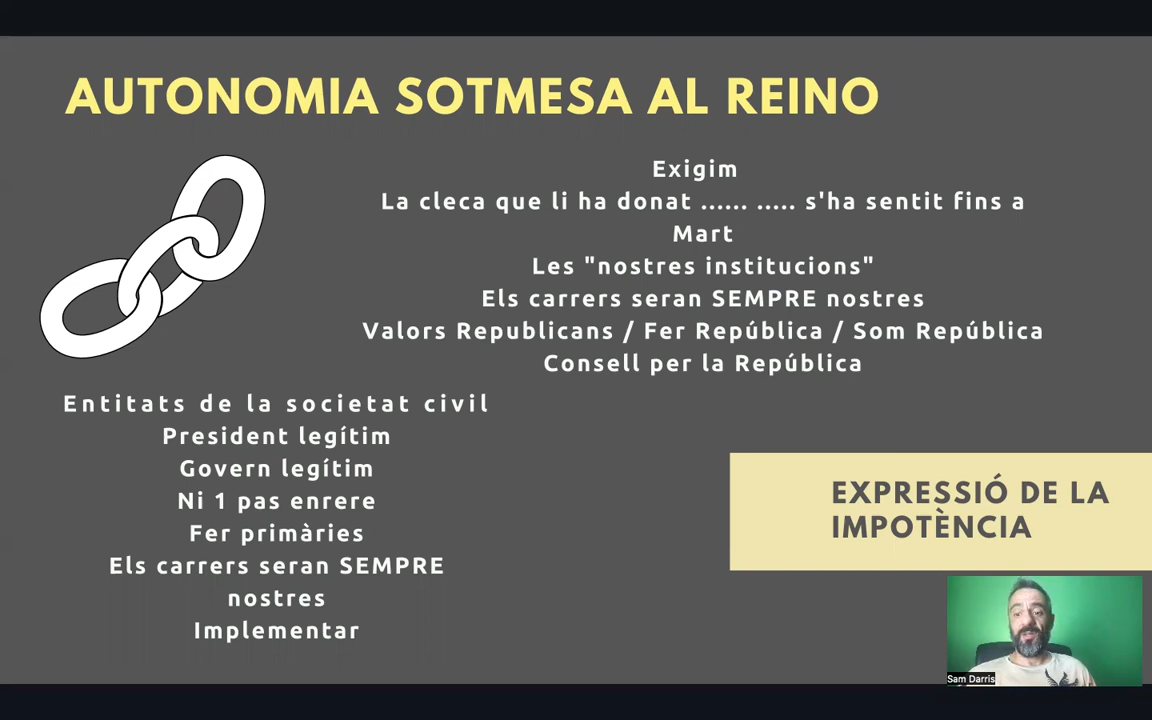 AUTONOMIA SOTMESA AL REINO
Exigim
La cleca que li ha donat ...... ..... s'ha sentit fins a
Mart
Les "nostres institucions"
Els carrers seran SEMPRE nostres
Valors Republicans / Fer República / Som República
Consell per la República
Entitats de la societat civil
President legítim
Govern legítim
Ni 1 pas enrere
Fer primàries
Els carrers seran SEMPRE
nostres
Implementar
EXPRESSIÓ DE LA
IMPOTÈNCIA
Sam Darris